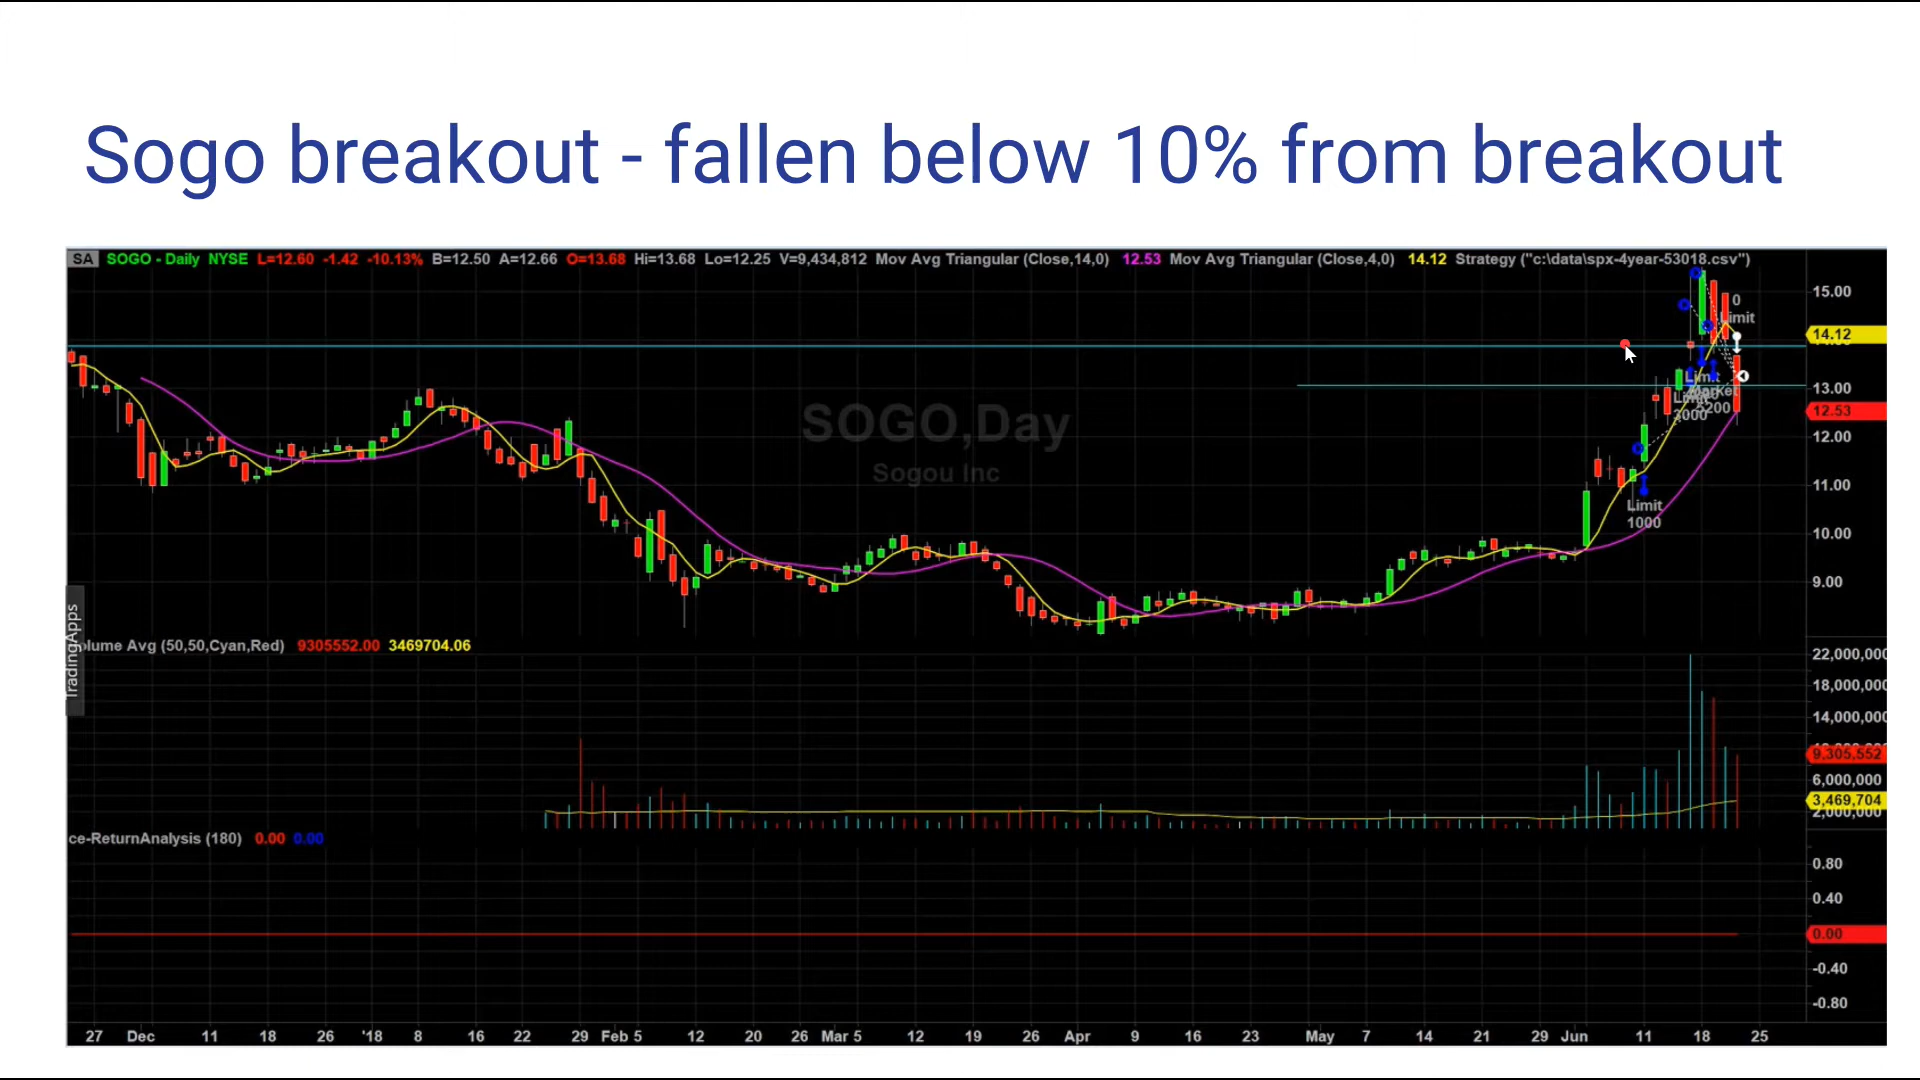 Sogo breakout - fallen below 10% from breakout
SA SOGO - Daily NYSE L=12.60 -1.42 -10.13% B=12.50 A=12.66 O=13.68 Hi=13.68 Lo=12.25 V=9,434,812 Mov Avg Triangular (Close,14,0) 12.53 Mov Avg Triangular (Close,4,0) 14.12 Strategy ("c:\data\spx-4year-53018.csv")
15.00
0
Limit
14.12
SOGO,Day
Sogou Inc
13.00
12.53
3000
5200
12.00
11.00
Limit
1000
10.00
9.00
TradingApps
olume Avg (50,50,Cyan,Red) 9305552.00 3469704.06
22,000,000
18,000,000
14,000,000
9,305,552
6,000,000
3,469,704
2,000,000
ce-ReturnAnalysis (180) 0.00 0.00
0.80
0.40
0.00
-0.40
-0.80
27 Dec 11 18 26 '18 8 16 22 29 Feb 5 12 20 26 Mar 5 12 19 26 Apr 9 16 23 May 7 14 21 29 Jun 11 18 25